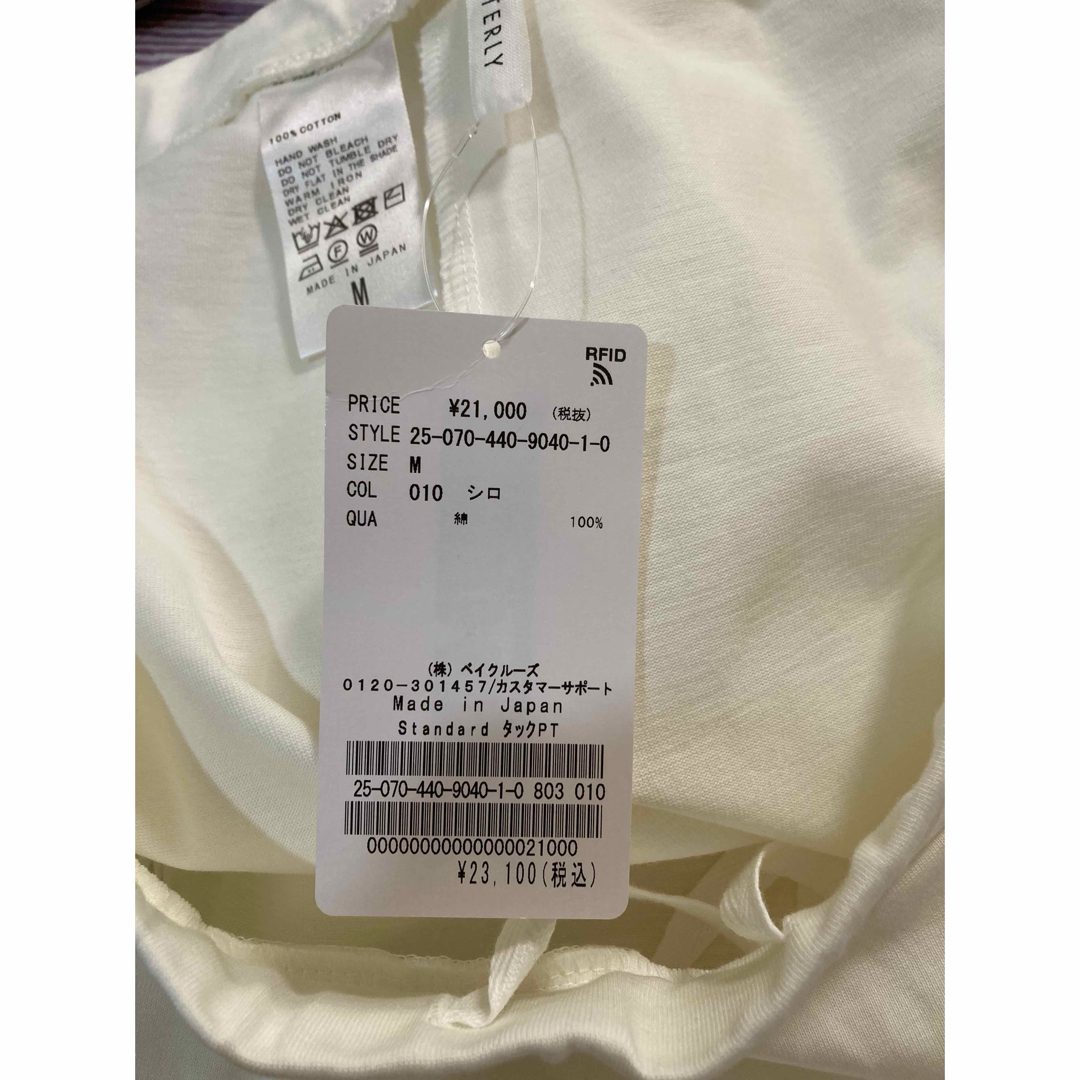 TERLY
100% COTTON
HAND WASH
DO NOT BLEACH
DO NOT TUMBLE DRY
DRY FLAT IN THE SHADE
WARM IRON
DRY CLEAN
WET CLEAN
F W
MADE IN JAPAN
M
RFID
PRICE ¥21,000 (税抜)
STYLE 25-070-440-9040-1-0
SIZE M
COL 010 シロ
QUA 綿 100%
(株) ベイクルーズ
0120-301457/カスタマーサポート
Made in Japan
Standard タックPT
25-070-440-9040-1-0 803 010
00000000000000021000
¥23,100(税込)